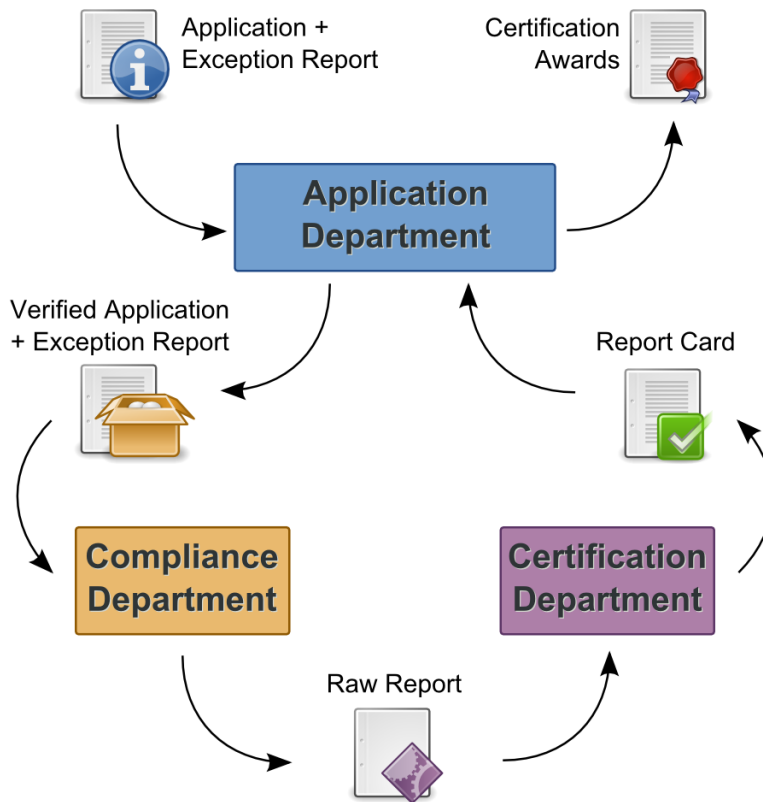 Application +
Exception Report
Certification
Awards
Application
Department
Verified Application
+ Exception Report
Report Card
Compliance
Department
Certification
Department
Raw Report